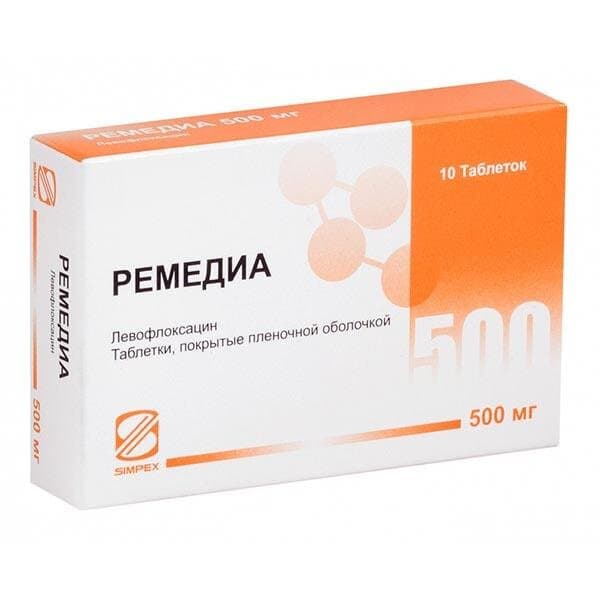 РЕМЕДИА 500 мг
Левофлоксацин
10 Таблеток
РЕМЕДИА
Левофлоксацин
Таблетки, покрытые пленочной оболочкой
500
500 мг
SIMPEX
SIMPEX
РЕМЕДИА
Левофлоксацин
500 мг